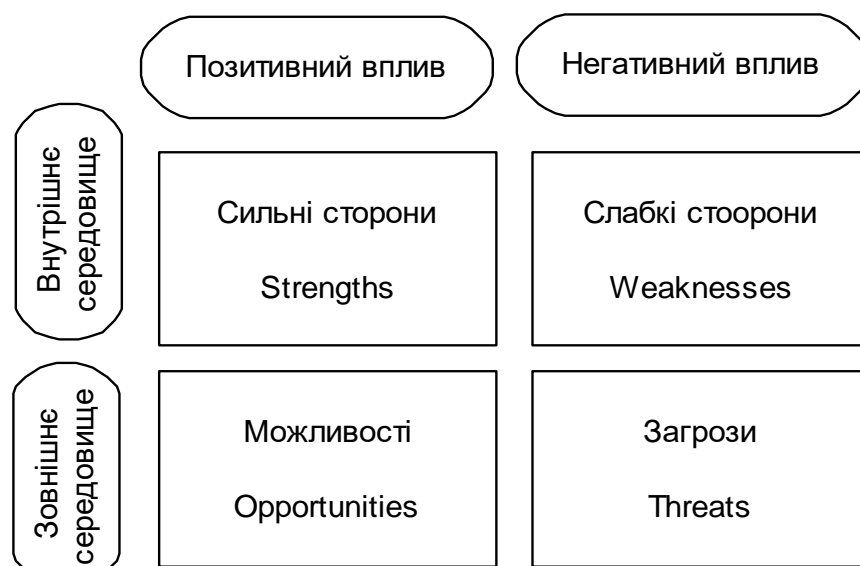 Позитивний вплив
Негативний вплив
Внутрішнє
середовище
Сильні сторони
Strengths
Слабкі стоорони
Weaknesses
Зовнішнє
середовище
Можливості
Opportunities
Загрози
Threats